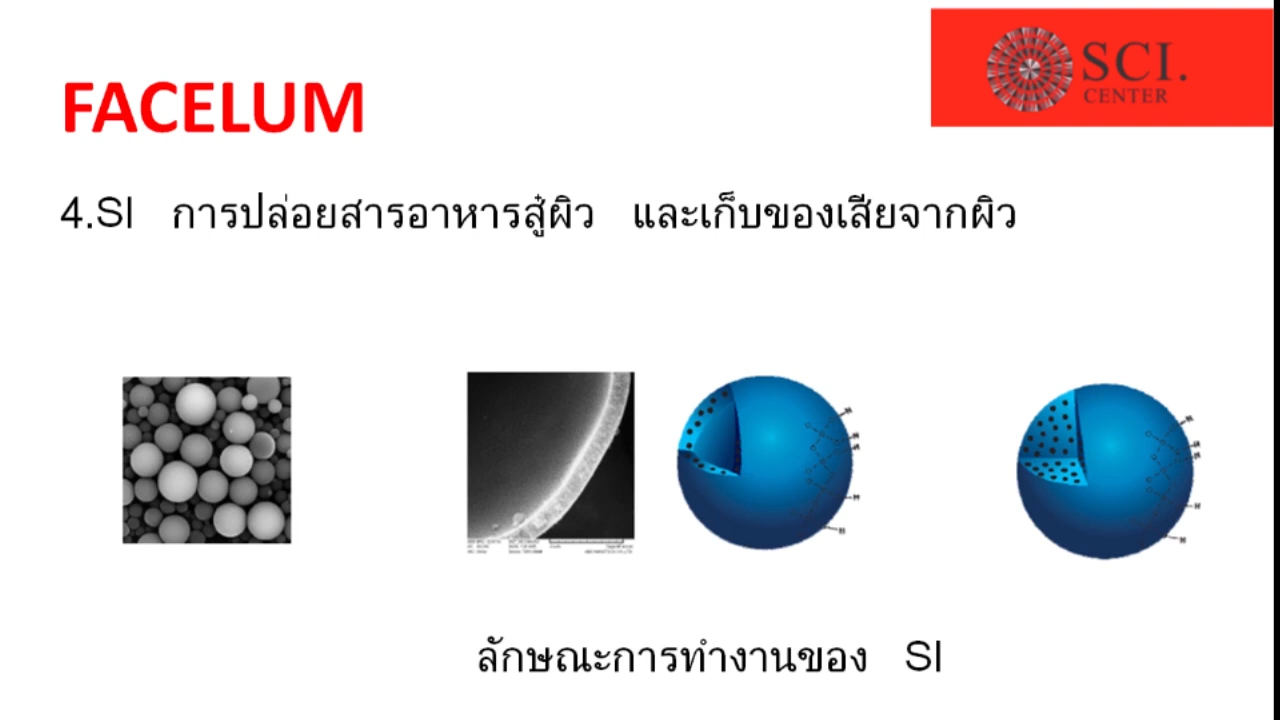 SCI.
CENTER
FACELUM
4.SI การปล่อยสารอาหารสู่ผิว และเก็บของเสียจากผิว
ลักษณะการทำงานของ SI